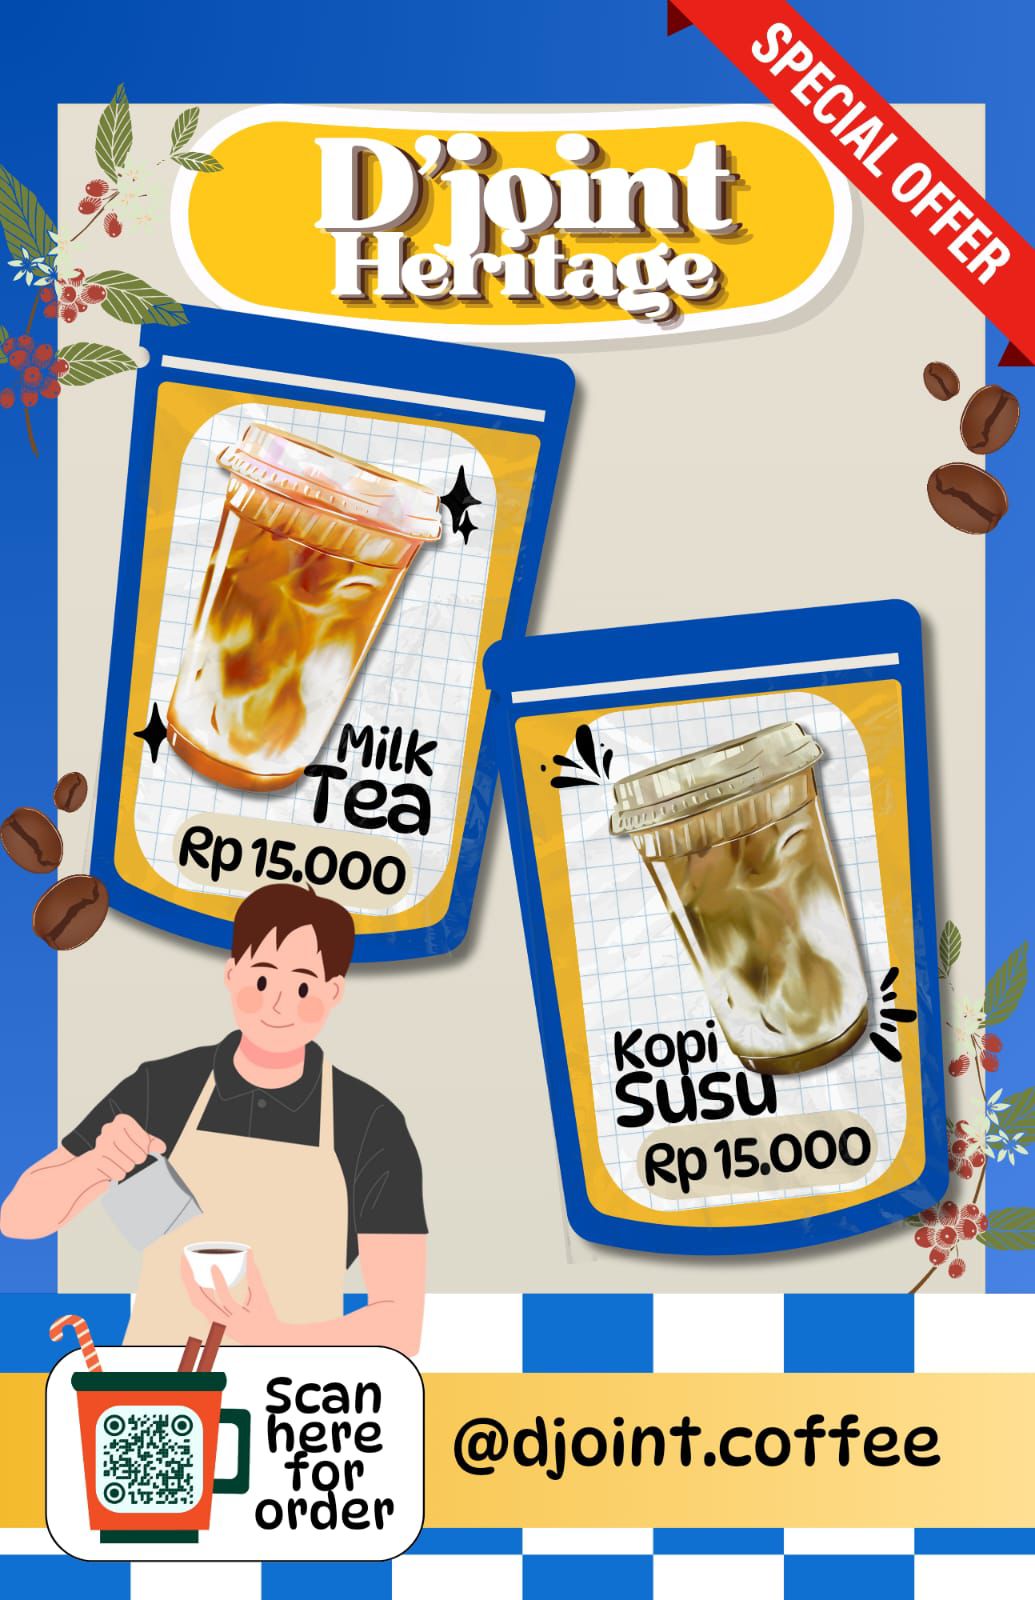 SPECIAL OFFER
D'joint
Heritage
Milk
Tea
Rp 15.000
Kopi
Susu
Rp 15.000
Scan
here
for
order
@djoint.coffee